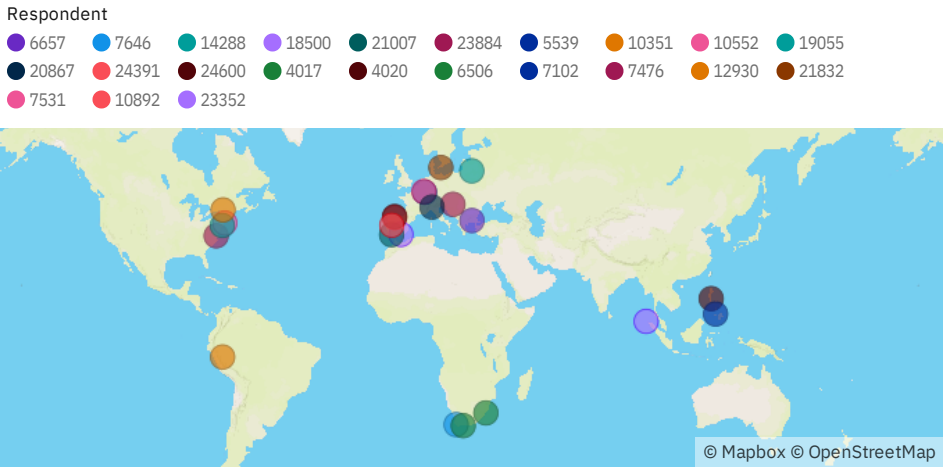 Respondent
6657 7646 14288 18500 21007 23884 5539 10351 10552 19055
20867 24391 24600 4017 4020 6506 7102 7476 12930 21832
7531 10892 23352
© Mapbox © OpenStreetMap